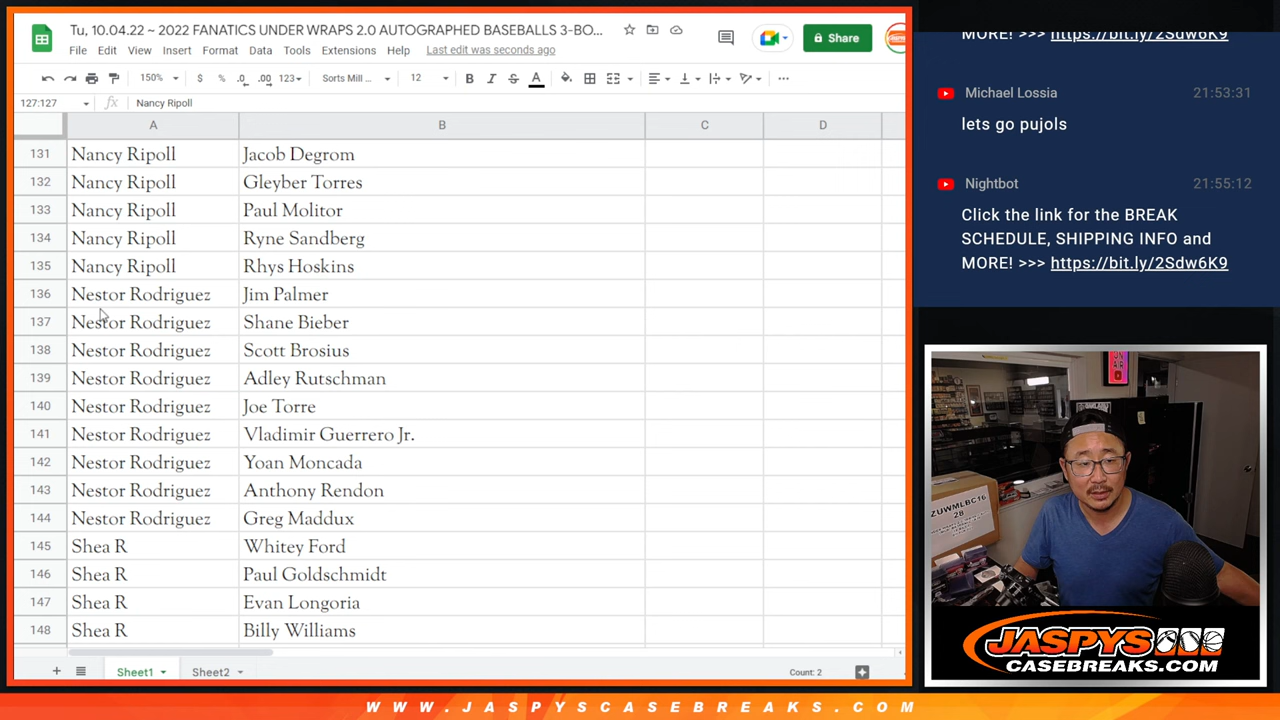 Tu, 10.04.22 ~ 2022 FANATICS UNDER WRAPS 2.0 AUTOGRAPHED BASEBALLS 3-BO...
File Edit View Insert Format Data Tools Extensions Help Last edit was seconds ago
Share
150% $ % .0 .00 123 Sorts Mill ... 12 B I S A
127:127 fx Nancy Ripoll
A B C D
131 Nancy Ripoll Jacob Degrom
132 Nancy Ripoll Gleyber Torres
133 Nancy Ripoll Paul Molitor
134 Nancy Ripoll Ryne Sandberg
135 Nancy Ripoll Rhys Hoskins
136 Nestor Rodriguez Jim Palmer
137 Nestor Rodriguez Shane Bieber
138 Nestor Rodriguez Scott Brosius
139 Nestor Rodriguez Adley Rutschman
140 Nestor Rodriguez Joe Torre
141 Nestor Rodriguez Vladimir Guerrero Jr.
142 Nestor Rodriguez Yoan Moncada
143 Nestor Rodriguez Anthony Rendon
144 Nestor Rodriguez Greg Maddux
145 Shea R Whitey Ford
146 Shea R Paul Goldschmidt
147 Shea R Evan Longoria
148 Shea R Billy Williams
Sheet1 Sheet2 Count: 2
MORE! >>> https://bit.ly/2Sdw6K9
Michael Lossia 21:53:31
lets go pujols
Nightbot 21:55:12
Click the link for the BREAK
SCHEDULE, SHIPPING INFO and
MORE! >>> https://bit.ly/2Sdw6K9
ZUWMLBC16
28
JASPYS
CASEBREAKS.COM
WWW.JASPYSCASEBREAKS.COM